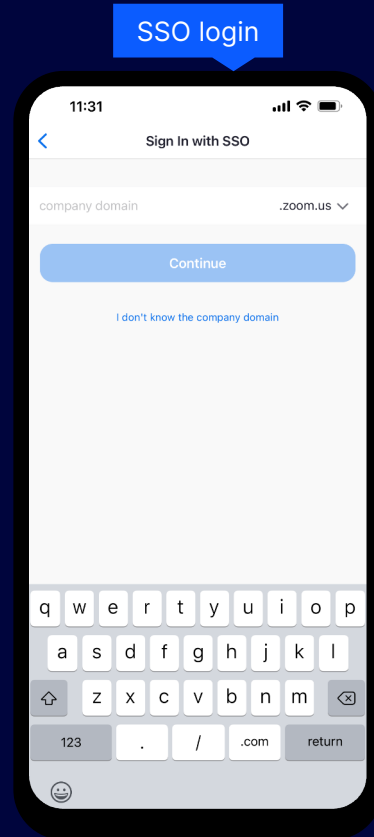 SSO login
11:31
Sign In with SSO
company domain .zoom.us
Continue
I don't know the company domain
q w e r t y u i o p
a s d f g h j k l
z x c v b n m
123 . / .com return